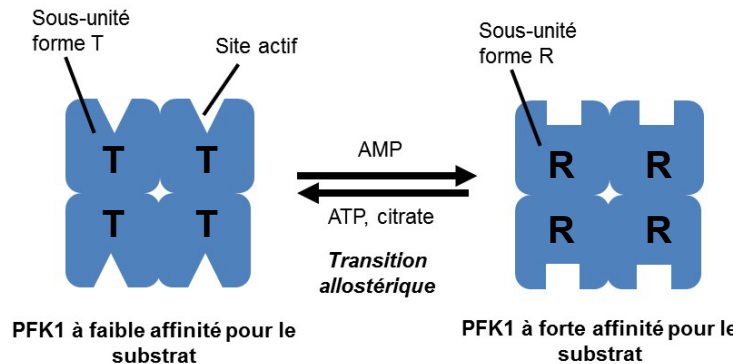 Sous-unité
forme T
Site actif
T
T
T
T
AMP
ATP, citrate
Transition
allostérique
Sous-unité
forme R
R
R
R
R
PFK1 à faible affinité pour le
substrat
PFK1 à forte affinité pour le
substrat